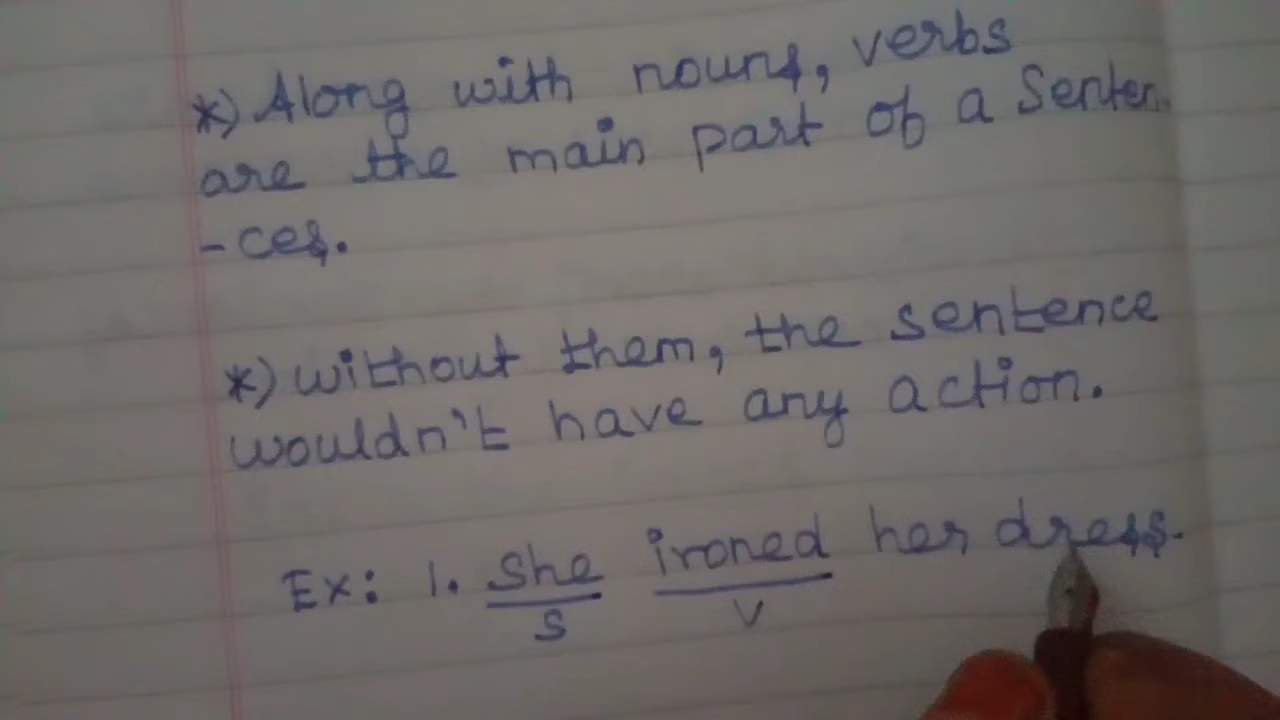 *) Along with nouns, verbs
are the main part of a Senten
-ces.
*) without them, the sentence
wouldn't have any action.
Ex: 1. She ironed her dress.
S V